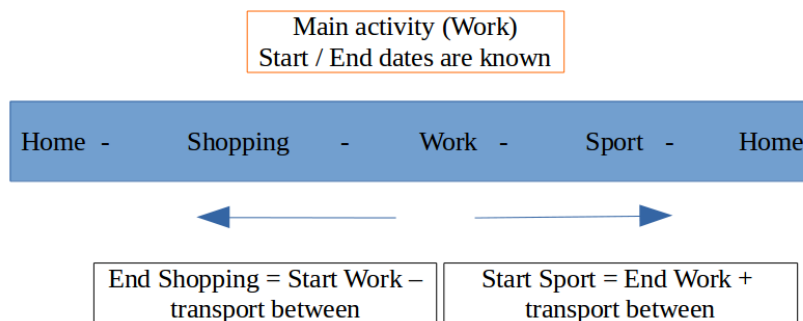 Main activity (Work)
Start / End dates are known
Home - Shopping - Work - Sport - Home
End Shopping = Start Work –
transport between
Start Sport = End Work +
transport between